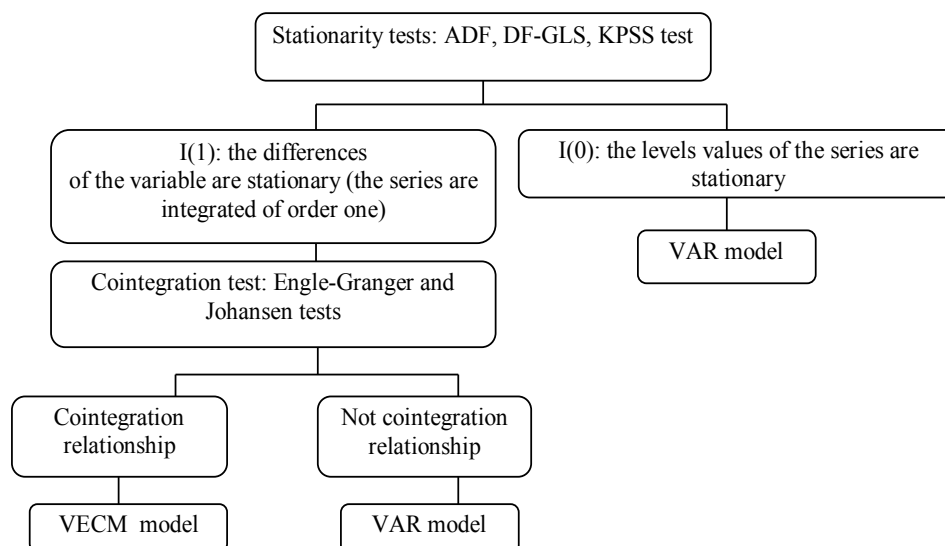 Stationarity tests: ADF, DF-GLS, KPSS test
I(1): the differences
of the variable are stationary (the series are
integrated of order one)
I(0): the levels values of the series are
stationary
VAR model
Cointegration test: Engle-Granger and
Johansen tests
Cointegration
relationship
Not cointegration
relationship
VECM model
VAR model